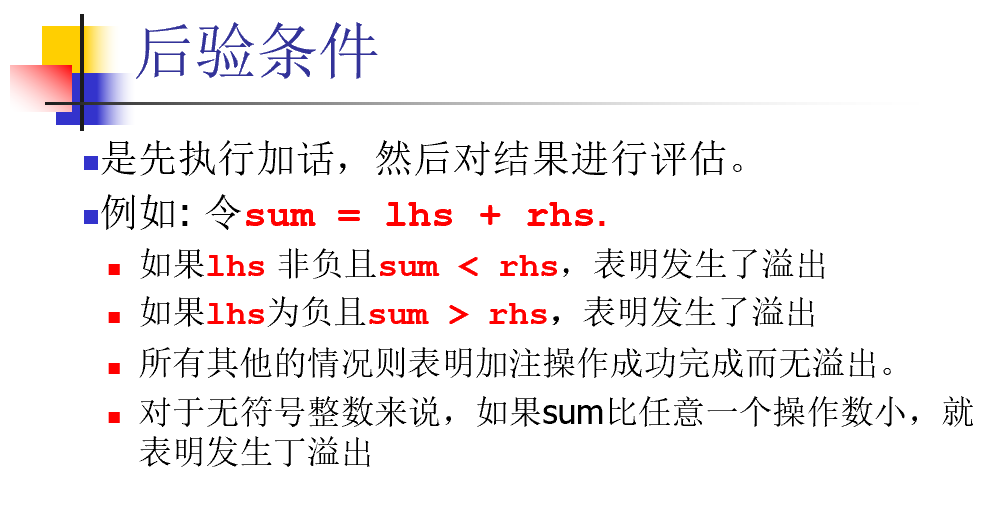 后验条件
是先执行加话，然后对结果进行评估。
例如: 令sum = lhs + rhs.
如果lhs 非负且sum < rhs，表明发生了溢出
如果lhs为负且sum > rhs，表明发生了溢出
所有其他的情况则表明加注操作成功完成而无溢出。
对于无符号整数来说，如果sum比任意一个操作数小，就
表明发生丁溢出